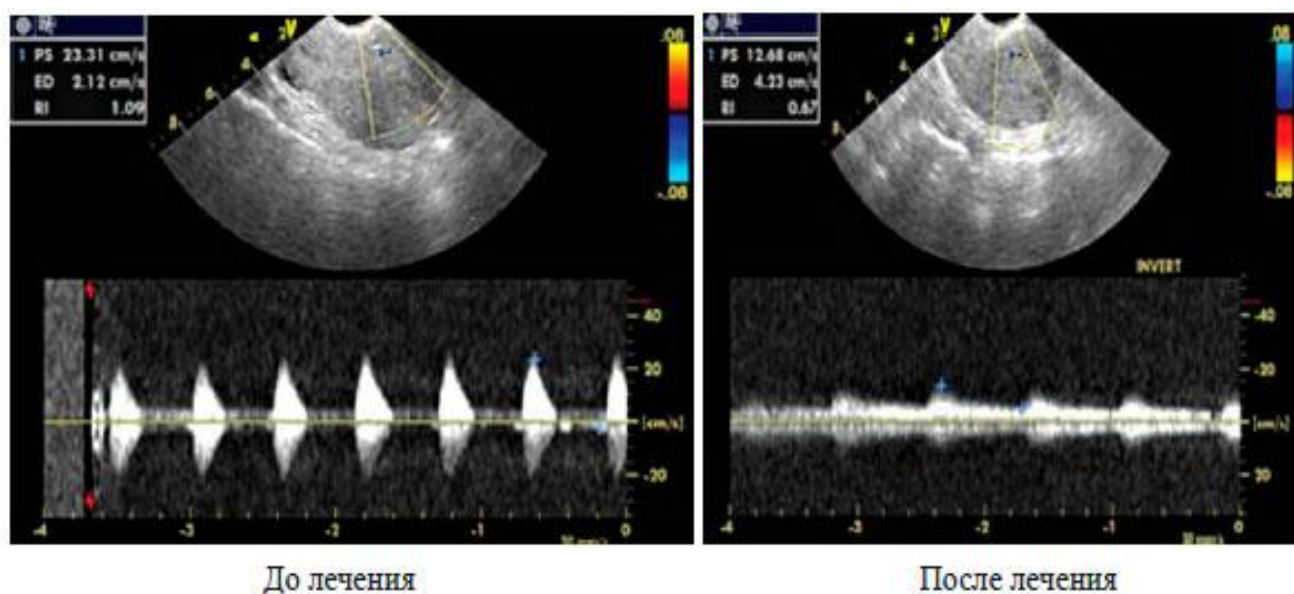 1 PS 23.31 cm/s
ED 2.12 cm/s
RI 1.09
V
.08
-.08
40
20
[cm/s]
-20
-4 -3 -2 -1 0
1 PS 12.68 cm/s
ED 4.23 cm/s
RI 0.67
V
.08
-.08
INVERT
-40
-20
[cm/s]
20
-4 -3 -2 -1 0
До лечения
После лечения